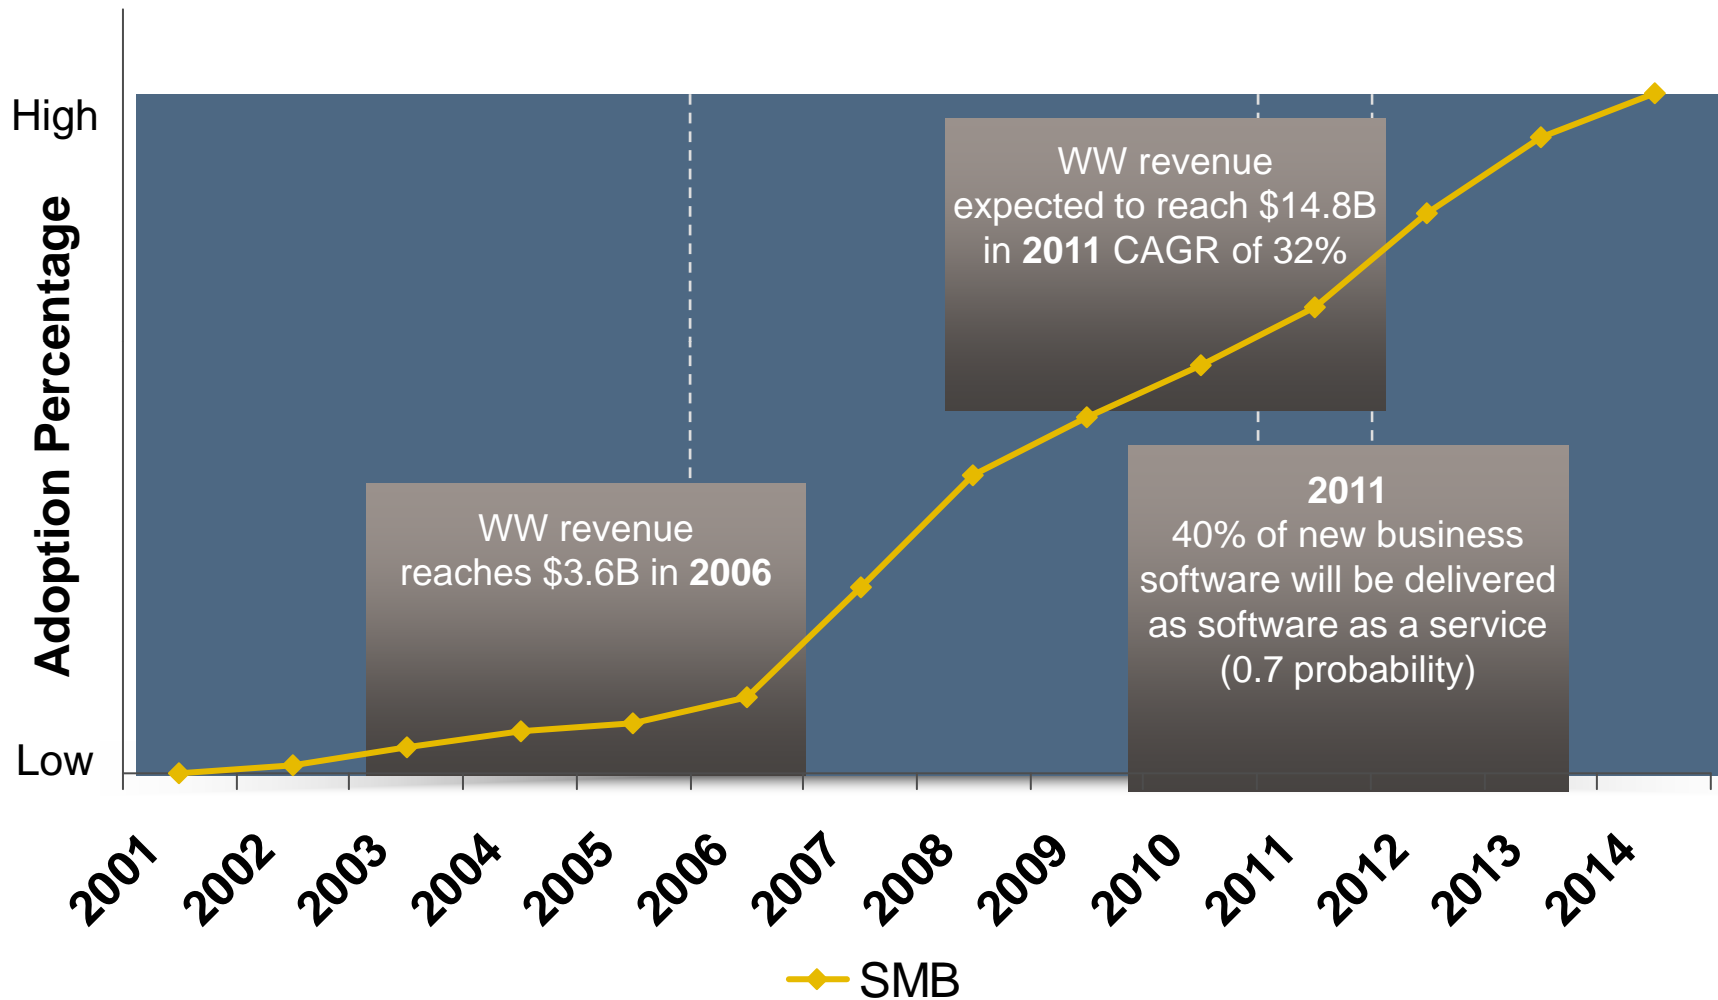 High
Adoption Percentage
Low
WW revenue
reaches $3.6B in 2006
WW revenue
expected to reach $14.8B
in 2011 CAGR of 32%
2011
40% of new business
software will be delivered
as software as a service
(0.7 probability)
2001 2002 2003 2004 2005 2006 2007 2008 2009 2010 2011 2012 2013 2014
SMB